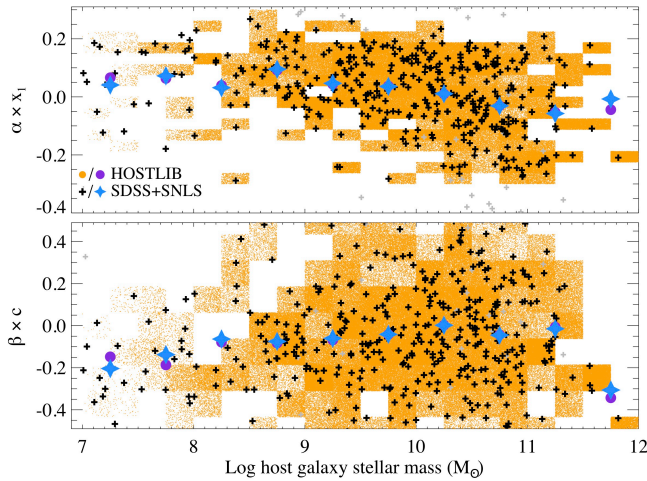 α × x₁
0.2
0.0
-0.2
-0.4
/ HOSTLIB
/ SDSS+SNLS
β × c
0.4
0.2
0.0
-0.2
-0.4
7 8 9 10 11 12
Log host galaxy stellar mass (M⊙)